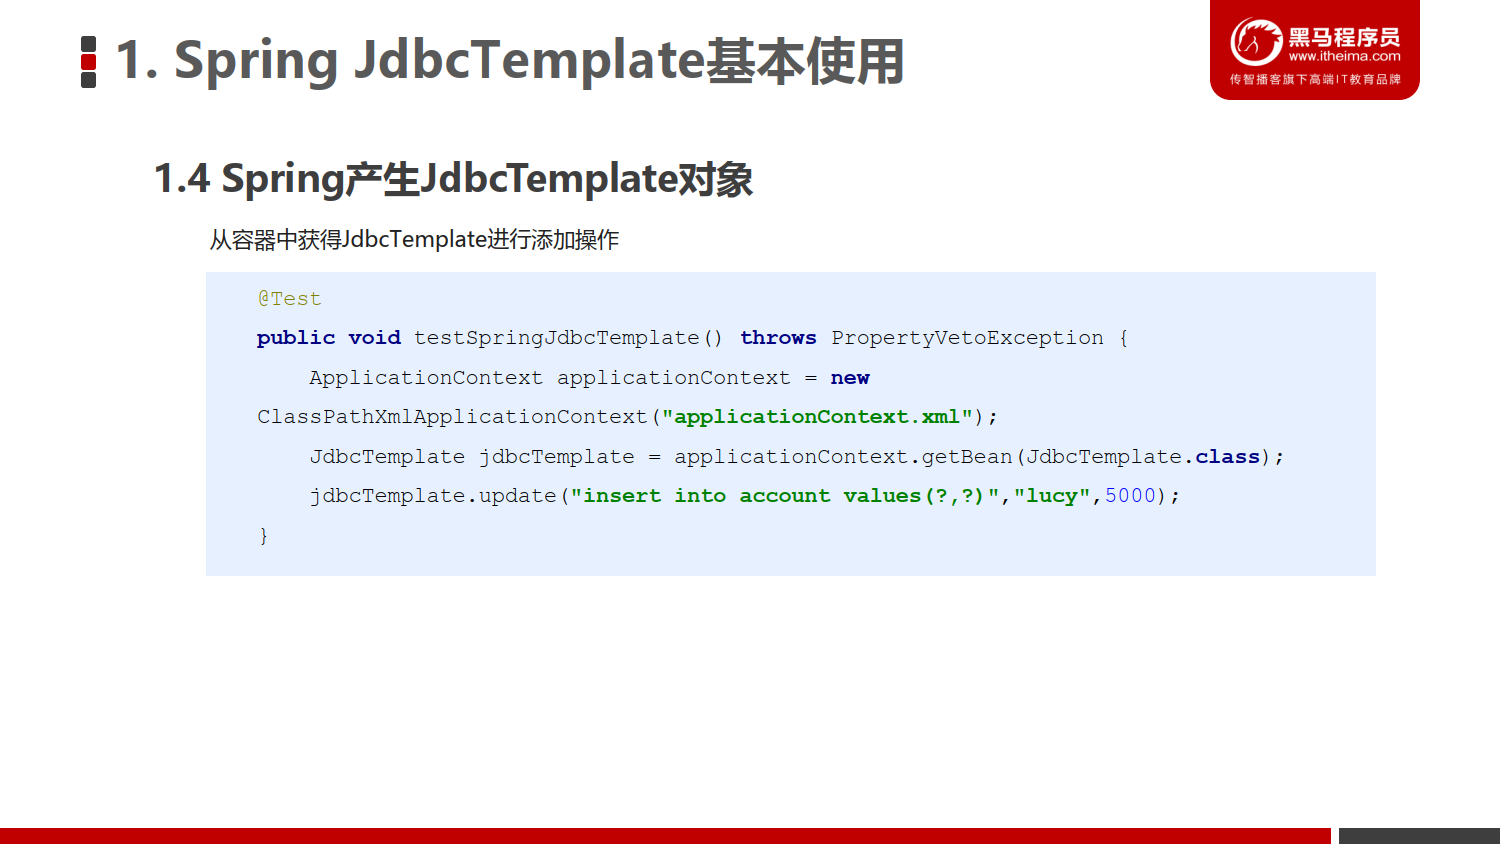 1. Spring JdbcTemplate基本使用
黑马程序员
www.itheima.com
传智播客旗下高端IT教育品牌
1.4 Spring产生JdbcTemplate对象
从容器中获得JdbcTemplate进行添加操作
@Test
public void testSpringJdbcTemplate() throws PropertyVetoException {
    ApplicationContext applicationContext = new
ClassPathXmlApplicationContext("applicationContext.xml");
    JdbcTemplate jdbcTemplate = applicationContext.getBean(JdbcTemplate.class);
    jdbcTemplate.update("insert into account values(?,?)","lucy",5000);
}